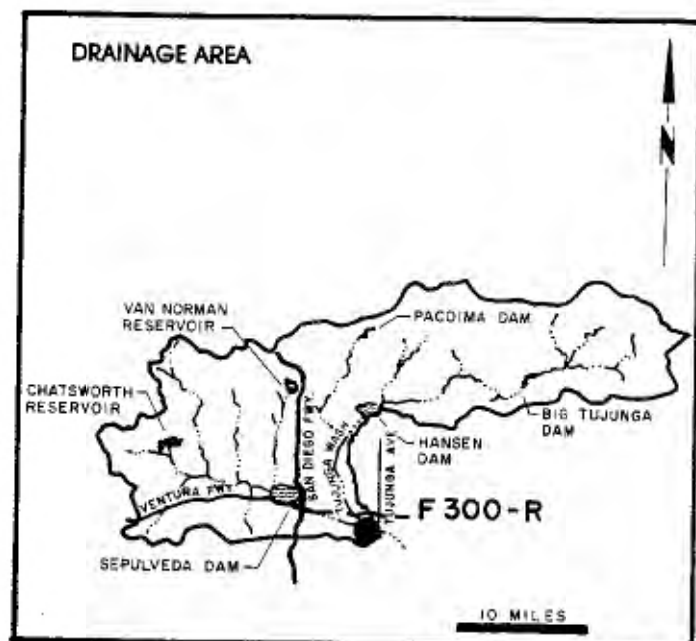 DRAINAGE AREA
N
VAN NORMAN
RESERVOIR
PACOIMA DAM
CHATSWORTH
RESERVOIR
SAN DIEGO FWY.
TUJUNGA WASH
HANSEN
DAM
TUJUNGA AVE
BIG TUJUNGA
DAM
VENTURA FWY.
F 300-R
SEPULVEDA DAM
10 MILES